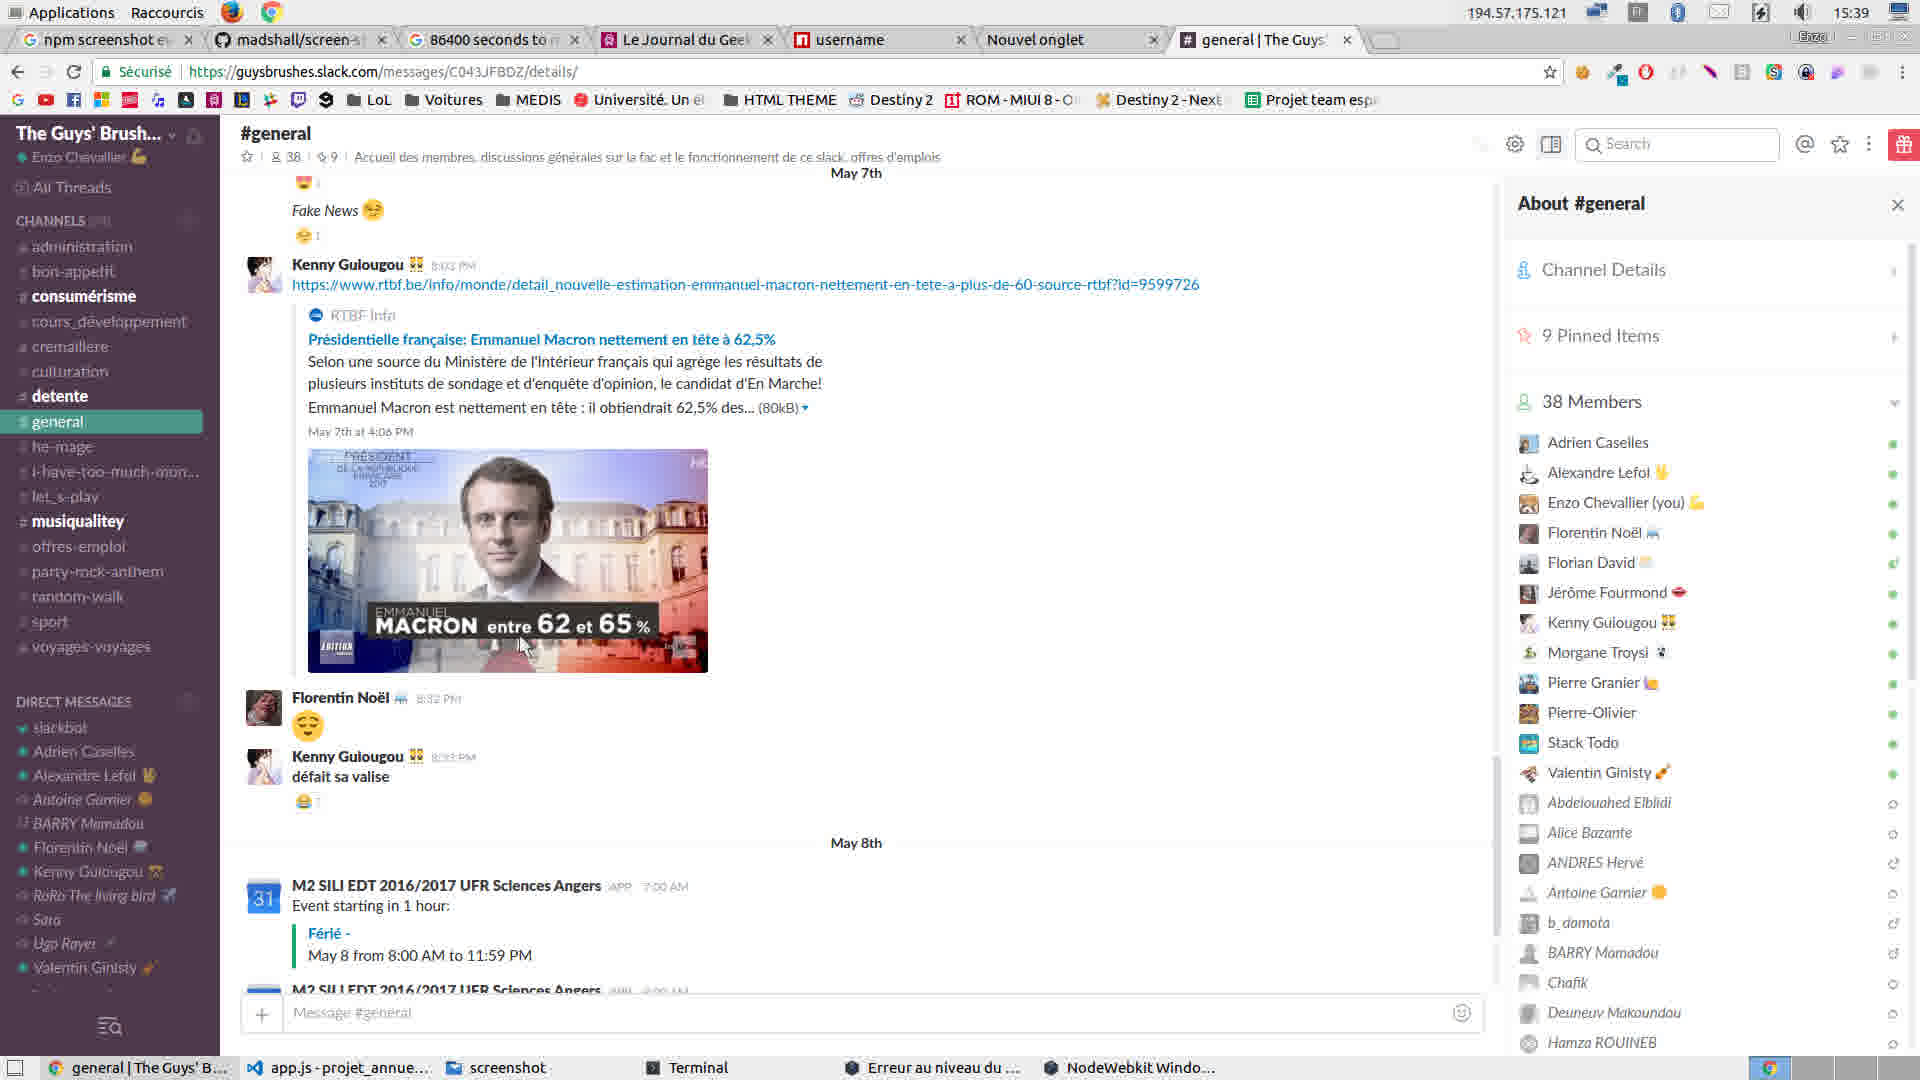 Applications Raccourcis 194.57.175.121 15:39
npm screenshot ev madshall/screen-s 86400 seconds to m Le Journal du Geek username Nouvel onglet general | The Guys' Enzo
Sécurisé https://guysbrushes.slack.com/messages/C043JFBDZ/details/
LoL Voitures MEDIS Université. Un él HTML THEME Destiny 2 ROM - MIUI 8 - O Destiny 2 - Next Projet team esp
The Guys' Brush...
Enzo Chevallier
All Threads
CHANNELS
administration
bon-appetit
# consumérisme
cours_développement
cremaillere
culturation
# detente
# general
he-mage
i-have-too-much-mon...
let_s-play
# musiqualitey
offres-emploi
party-rock-anthem
random-walk
sport
voyages-voyages
DIRECT MESSAGES
slackbot
Adrien Caselles
Alexandre Lefol
Antoine Garnier
BARRY Mamadou
Florentin Noël
Kenny Guiougou
RoRo The living bird
Sara
Ugo Rayer
Valentin Ginisty
#general
38 9 Accueil des membres, discussions générales sur la fac et le fonctionnement de ce slack, offres d'emplois
Search
May 7th
Fake News
1
Kenny Guiougou 8:03 PM
https://www.rtbf.be/info/monde/detail_nouvelle-estimation-emmanuel-macron-nettement-en-tete-a-plus-de-60-source-rtbf?id=9599726
RTBF Info
Présidentielle française: Emmanuel Macron nettement en tête à 62,5%
Selon une source du Ministère de l'Intérieur français qui agrège les résultats de
plusieurs instituts de sondage et d'enquête d'opinion, le candidat d'En Marche!
Emmanuel Macron est nettement en tête : il obtiendrait 62,5% des... (80kB)
May 7th at 4:06 PM
PRÉSIDENT
DE LA RÉPUBLIQUE
FRANÇAISE
2017
EMMANUEL
MACRON entre 62 et 65 %
ÉDITION
Florentin Noël 8:32 PM
Kenny Guiougou 8:33 PM
défait sa valise
May 8th
31
M2 SILI EDT 2016/2017 UFR Sciences Angers APP 7:00 AM
Event starting in 1 hour:
Férié -
May 8 from 8:00 AM to 11:59 PM
M2 SILI EDT 2016/2017 UFR Sciences Angers
Message #general
About #general
Channel Details
9 Pinned Items
38 Members
Adrien Caselles
Alexandre Lefol
Enzo Chevallier (you)
Florentin Noël
Florian David
Jérôme Fourmond
Kenny Guiougou
Morgane Troysi
Pierre Granier
Pierre-Olivier
Stack Todo
Valentin Ginisty
Abdelouahed Elblidi
Alice Bazante
ANDRES Hervé
Antoine Garnier
b_damota
BARRY Mamadou
Chafik
Deuneuv Makoundou
Hamza ROUINEB
general | The Guys' B... app.js - projet_annue... screenshot Terminal Erreur au niveau du ... NodeWebkit Windo...